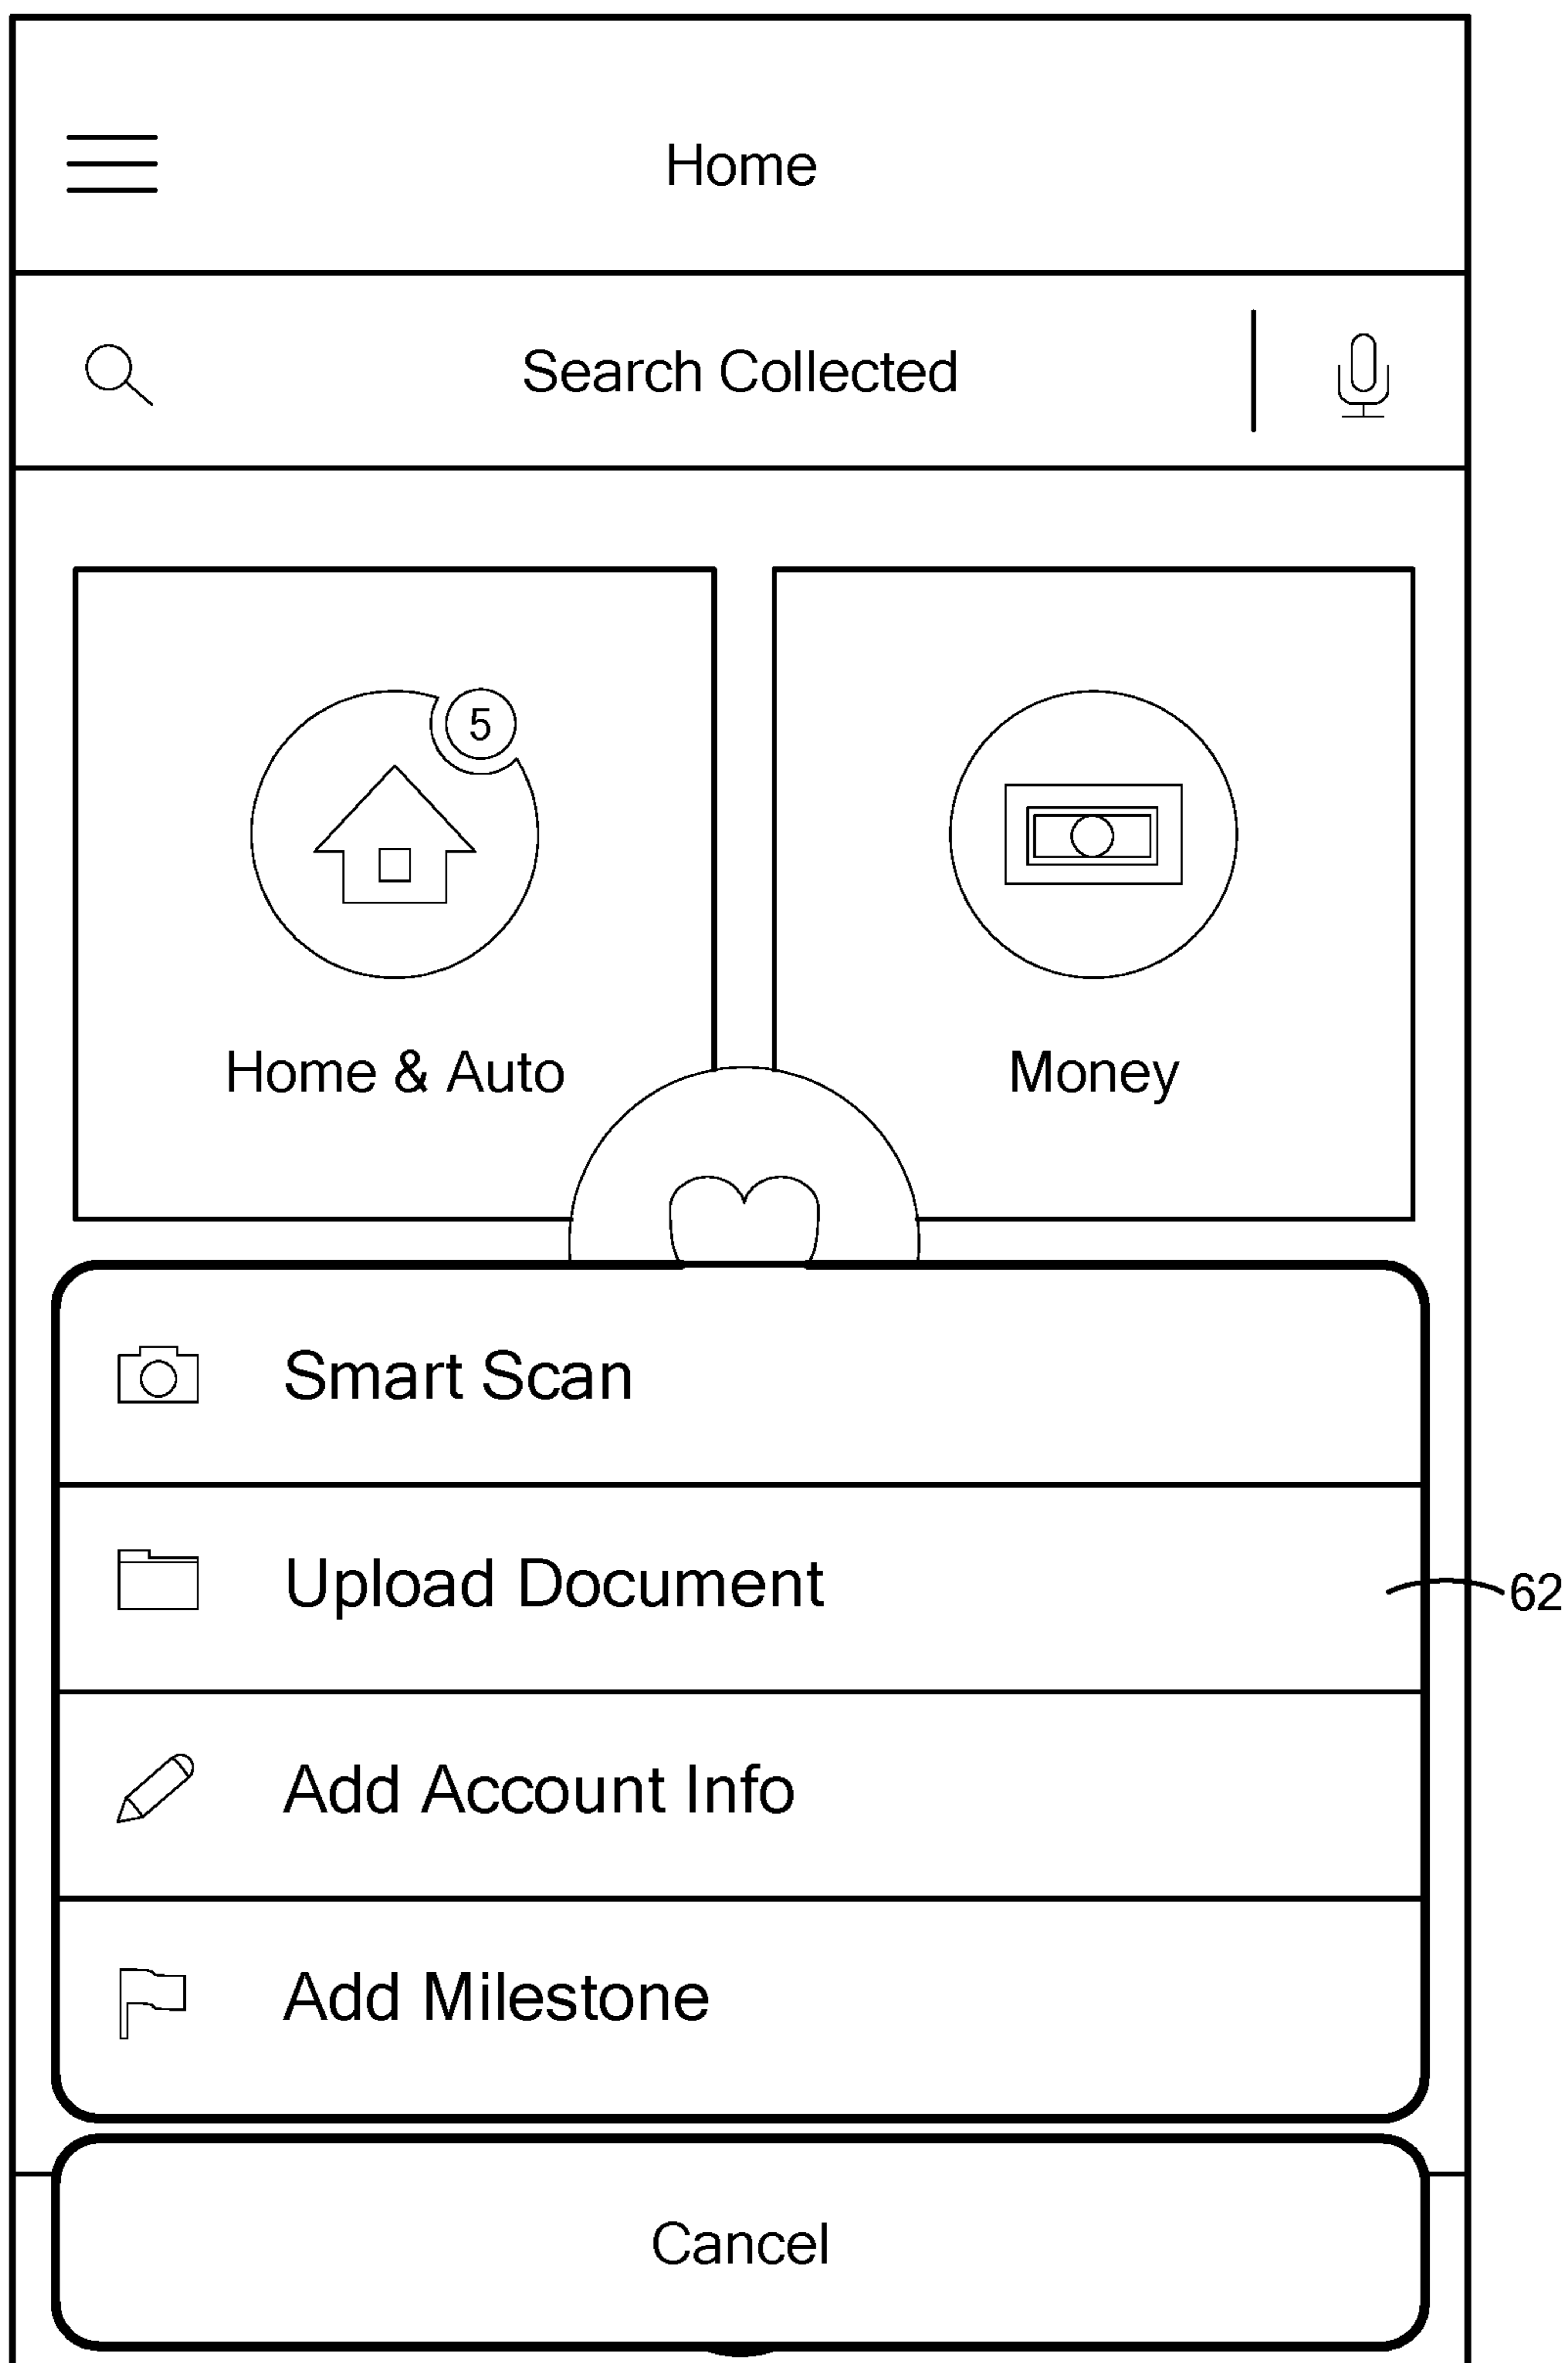 Home
Search Collected
5
Home & Auto
Money
Smart Scan
Upload Document
62
Add Account Info
Add Milestone
Cancel